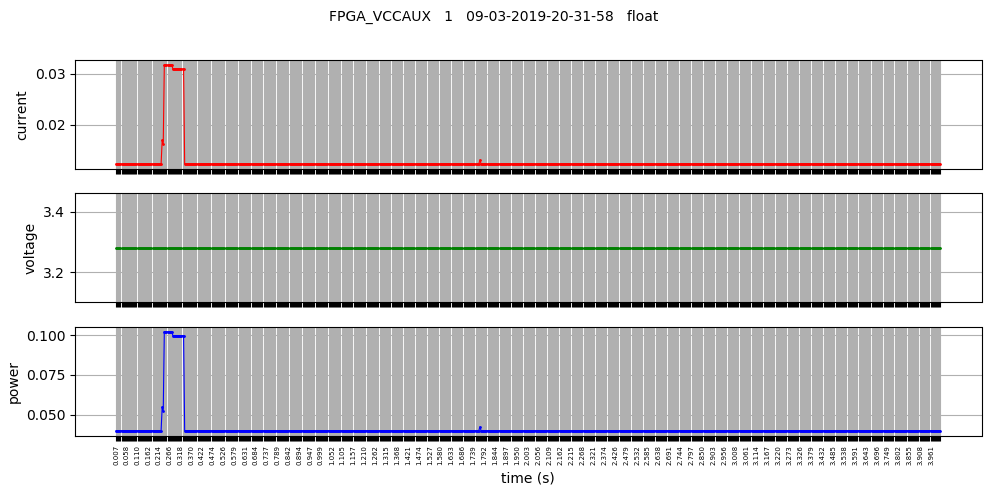 FPGA_VCCAUX 1 09-03-2019-20-31-58 float
0.03
0.02
current
3.4
3.2
voltage
0.100
0.075
0.050
power
0.007 0.058 0.110 0.162 0.214 0.266 0.318 0.370 0.422 0.474 0.526 0.579 0.631 0.684 0.737 0.789 0.842 0.894 0.947 0.999 1.052 1.105 1.157 1.210 1.262 1.315 1.368 1.421 1.474 1.527 1.580 1.633 1.686 1.739 1.792 1.844 1.897 1.950 2.003 2.056 2.109 2.162 2.215 2.268 2.321 2.374 2.426 2.479 2.532 2.585 2.638 2.691 2.744 2.797 2.850 2.903 2.956 3.008 3.061 3.114 3.167 3.220 3.273 3.326 3.379 3.432 3.485 3.538 3.591 3.643 3.696 3.749 3.802 3.855 3.908 3.961
time (s)